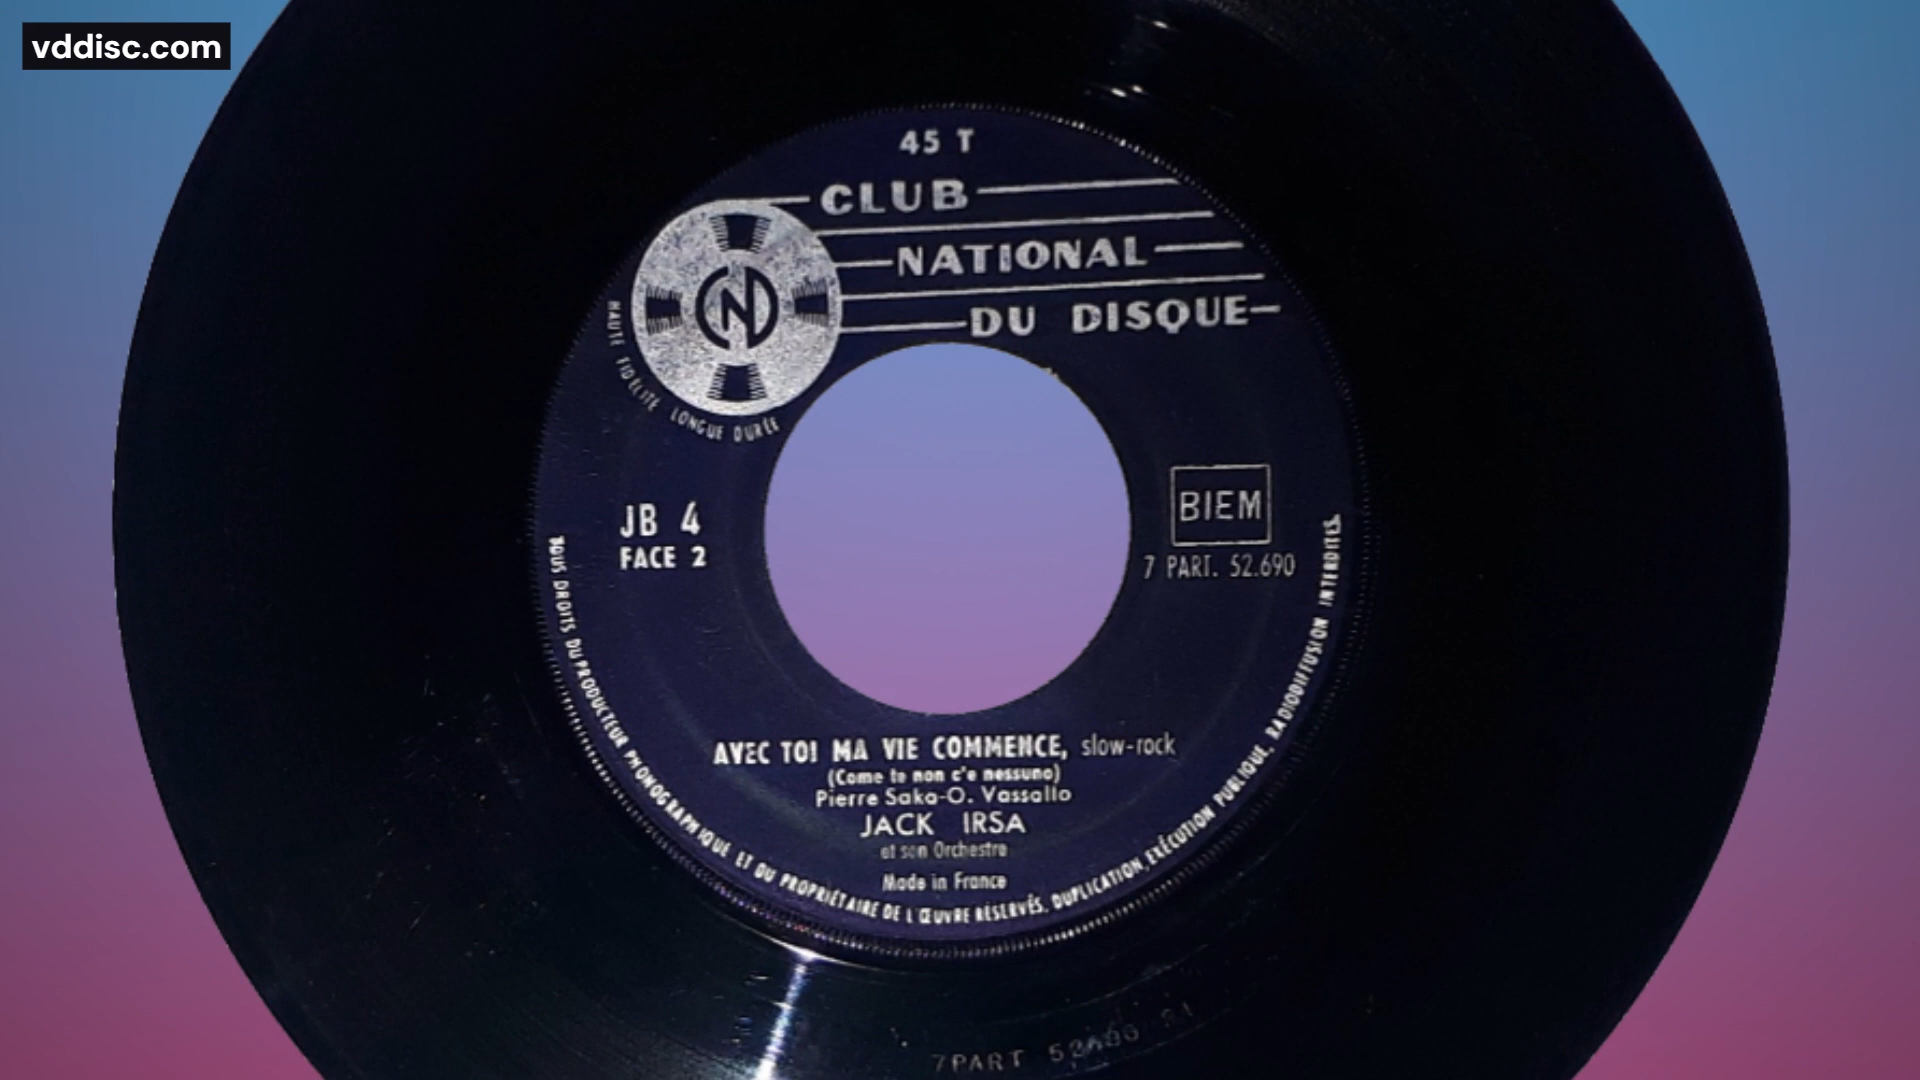 vddisc.com
45 T
CLUB
NATIONAL
DU DISQUE
CND
HAUTE FIDÉLITÉ LONGUE DURÉE
JB 4
FACE 2
BIEM
7 PART. 52.690
AVEC TOI MA VIE COMMENCE, slow-rock
(Come te non c'e nessuno)
Pierre Saka-O. Vassallo
JACK IRSA
et son Orchestre
Made in France
TOUS DROITS DU PRODUCTEUR PHONOGRAPHIQUE ET DU PROPRIÉTAIRE DE L'ŒUVRE RÉSERVÉS. DUPLICATION, EXÉCUTION PUBLIQUE, RADIODIFFUSION INTERDITES.
7PART